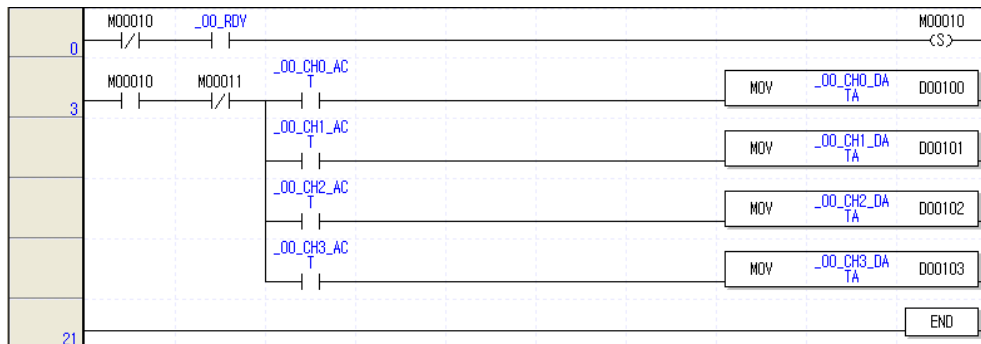 M00010 _00_RDY M00010
0 (S)
M00010 M00011 _00_CH0_AC
T MOV _00_CH0_DA
TA D00100
3
_00_CH1_AC
T MOV _00_CH1_DA
TA D00101
_00_CH2_AC
T MOV _00_CH2_DA
TA D00102
_00_CH3_AC
T MOV _00_CH3_DA
TA D00103
END
21